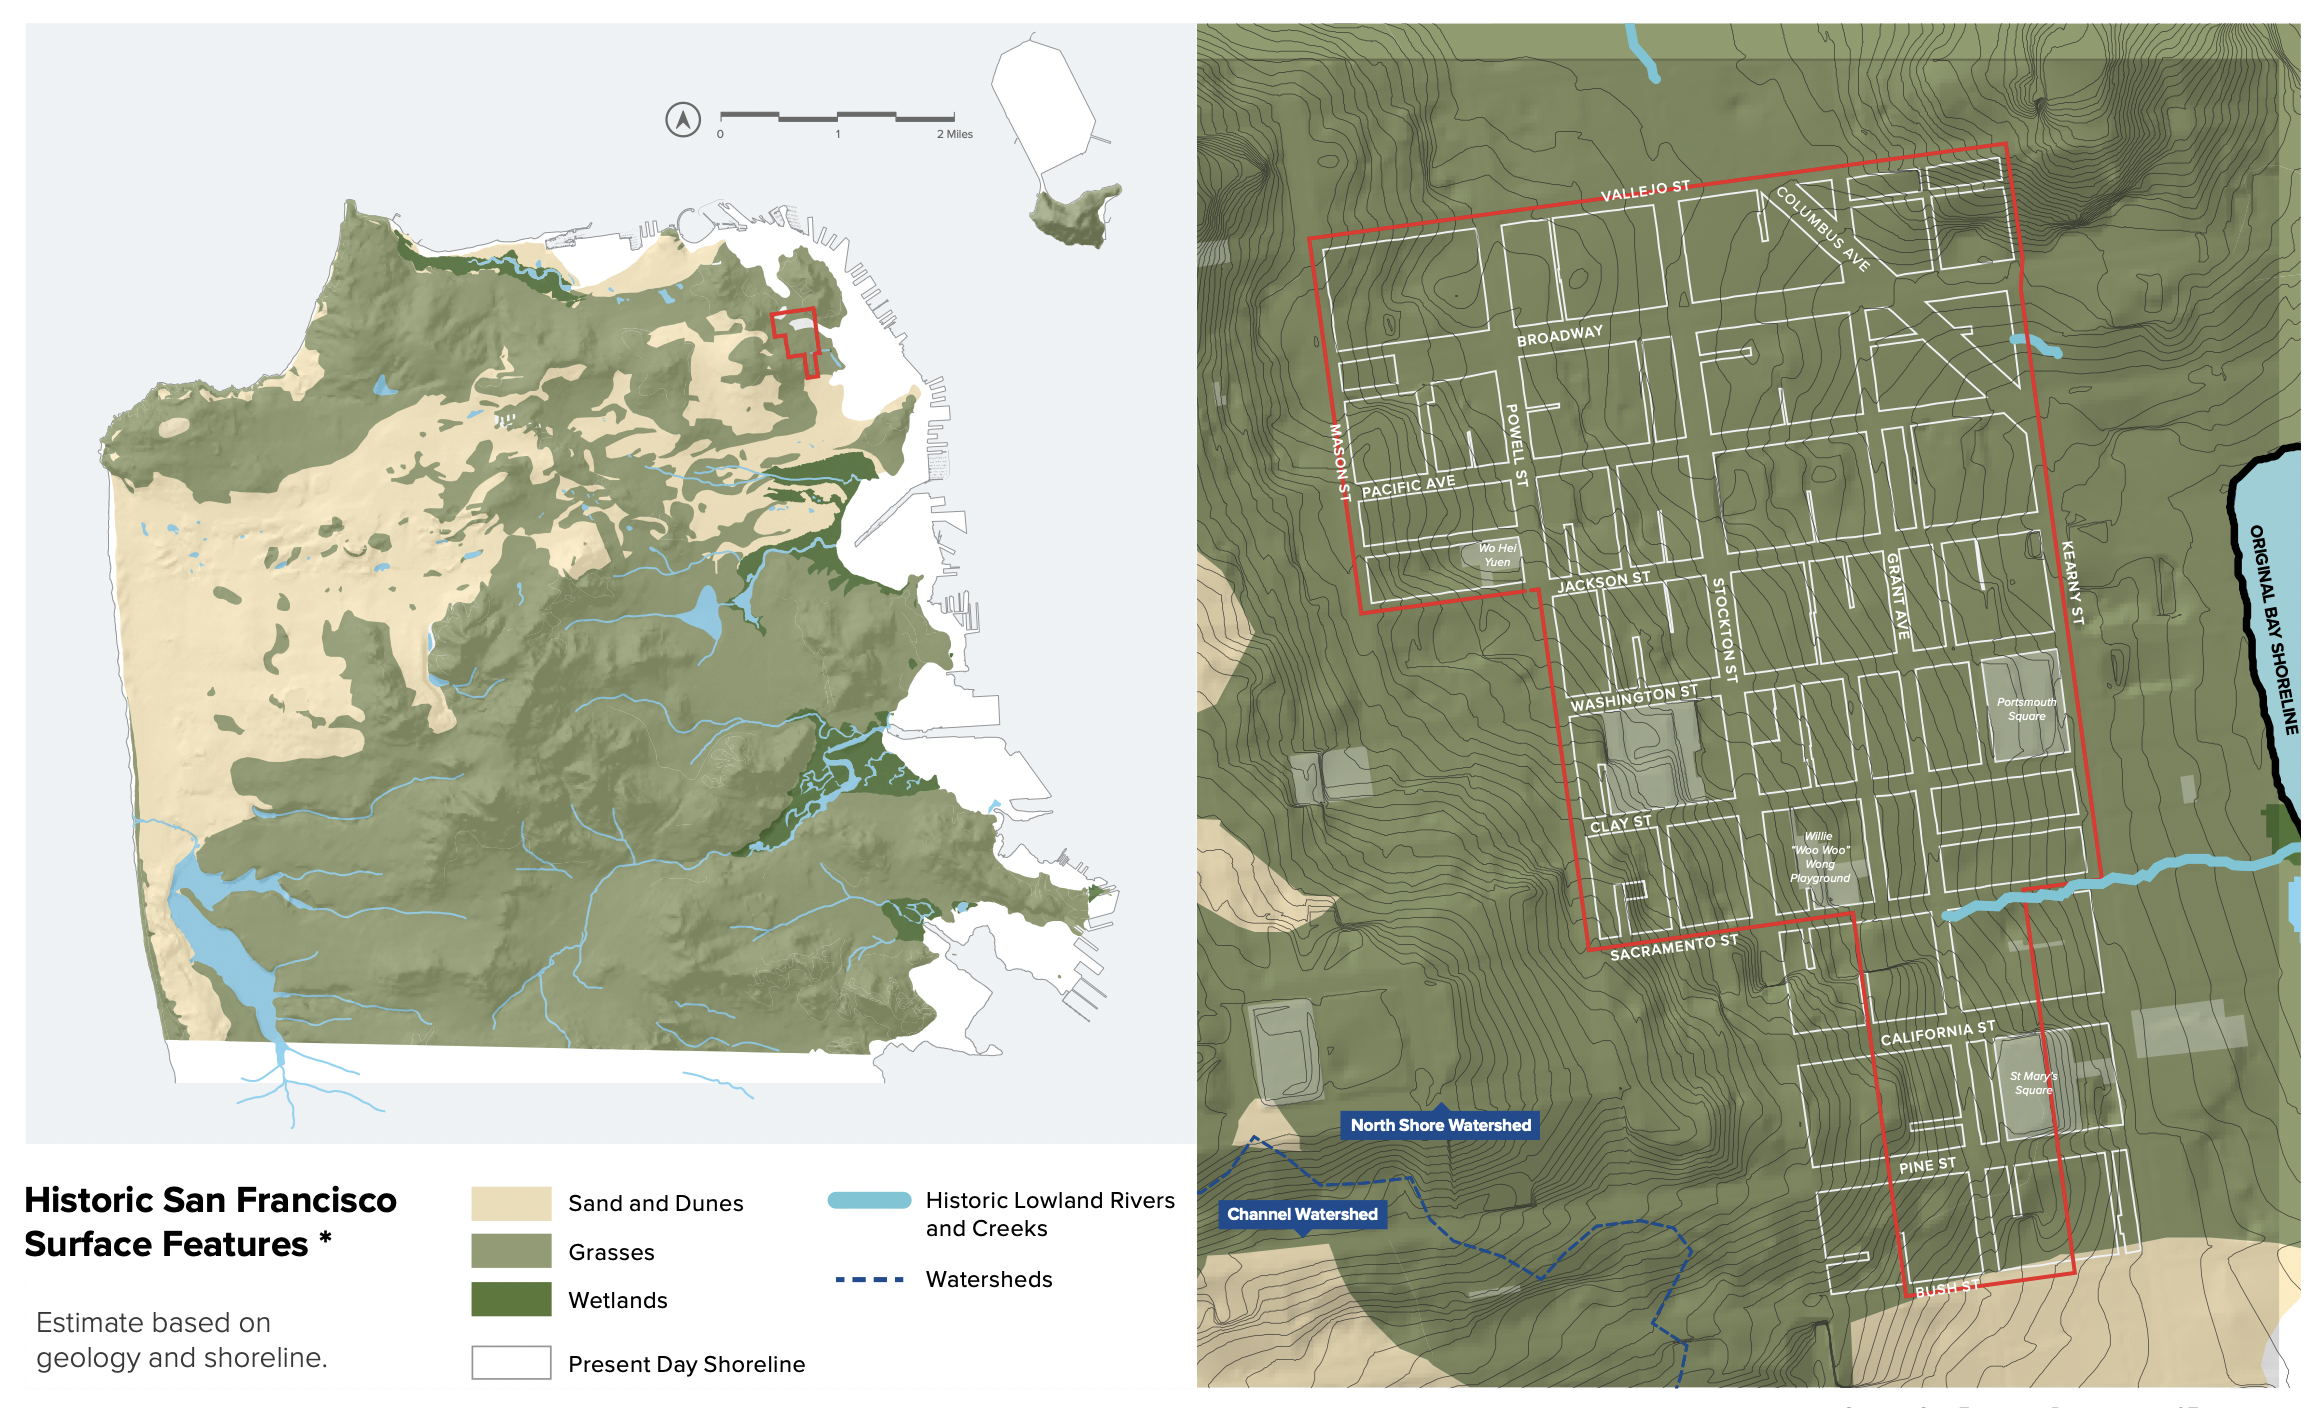 0
1
2 Miles
Historic San Francisco
Surface Features *
Estimate based on
geology and shoreline.
Sand and Dunes
Grasses
Wetlands
Present Day Shoreline
Historic Lowland Rivers
and Creeks
Watersheds
VALLEJO ST
COLUMBUS AVE
BROADWAY
MASON ST
POWELL ST
PACIFIC AVE
Wo Hei
Yuen
JACKSON ST
STOCKTON ST
GRANT AVE
KEARNY ST
ORIGINAL BAY SHORELINE
WASHINGTON ST
Portsmouth
Square
CLAY ST
Willie
"Woo Woo"
Wong
Playground
SACRAMENTO ST
CALIFORNIA ST
St Mary's
Square
North Shore Watershed
PINE ST
Channel Watershed
BUSH ST